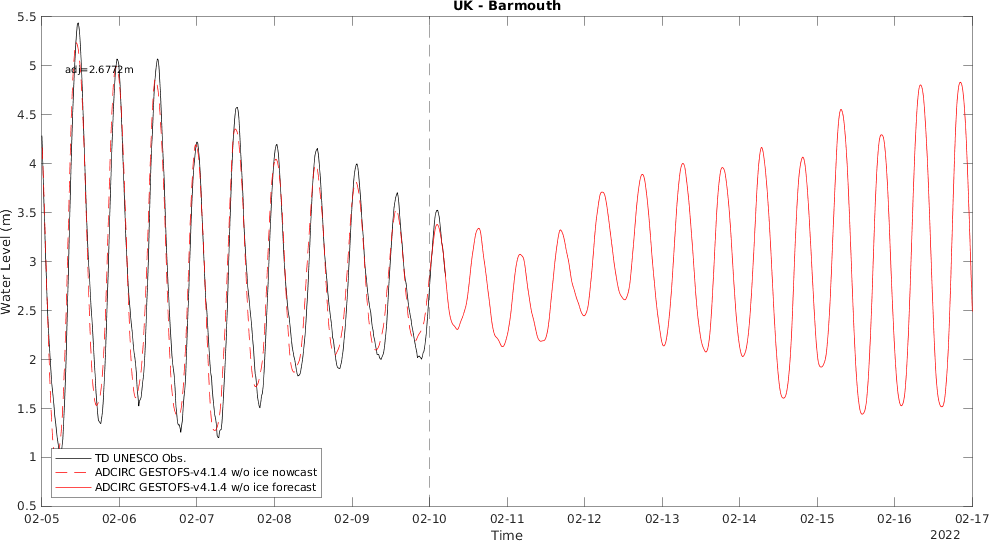 UK - Barmouth
5.5
5
4.5
4
3.5
3
2.5
2
1.5
1
0.5
Water Level (m)
adj=2.6772m
TD UNESCO Obs.
ADCIRC GESTOFS-v4.1.4 w/o ice nowcast
ADCIRC GESTOFS-v4.1.4 w/o ice forecast
02-05 02-06 02-07 02-08 02-09 02-10 02-11 02-12 02-13 02-14 02-15 02-16 02-17
Time
2022